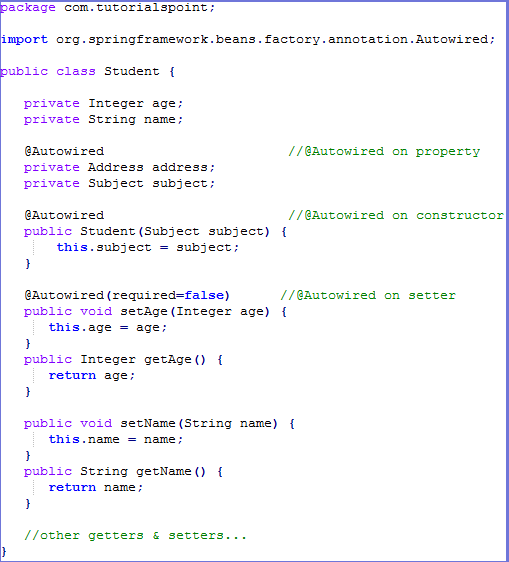 package com.tutorialspoint;
import org.springframework.beans.factory.annotation.Autowired;
public class Student {
private Integer age;
private String name;
@Autowired //@Autowired on property
private Address address;
private Subject subject;
@Autowired //@Autowired on constructor
public Student(Subject subject) {
this.subject = subject;
}
@Autowired(required=false) //@Autowired on setter
public void setAge(Integer age) {
this.age = age;
}
public Integer getAge() {
return age;
}
public void setName(String name) {
this.name = name;
}
public String getName() {
return name;
}
//other getters & setters...
}